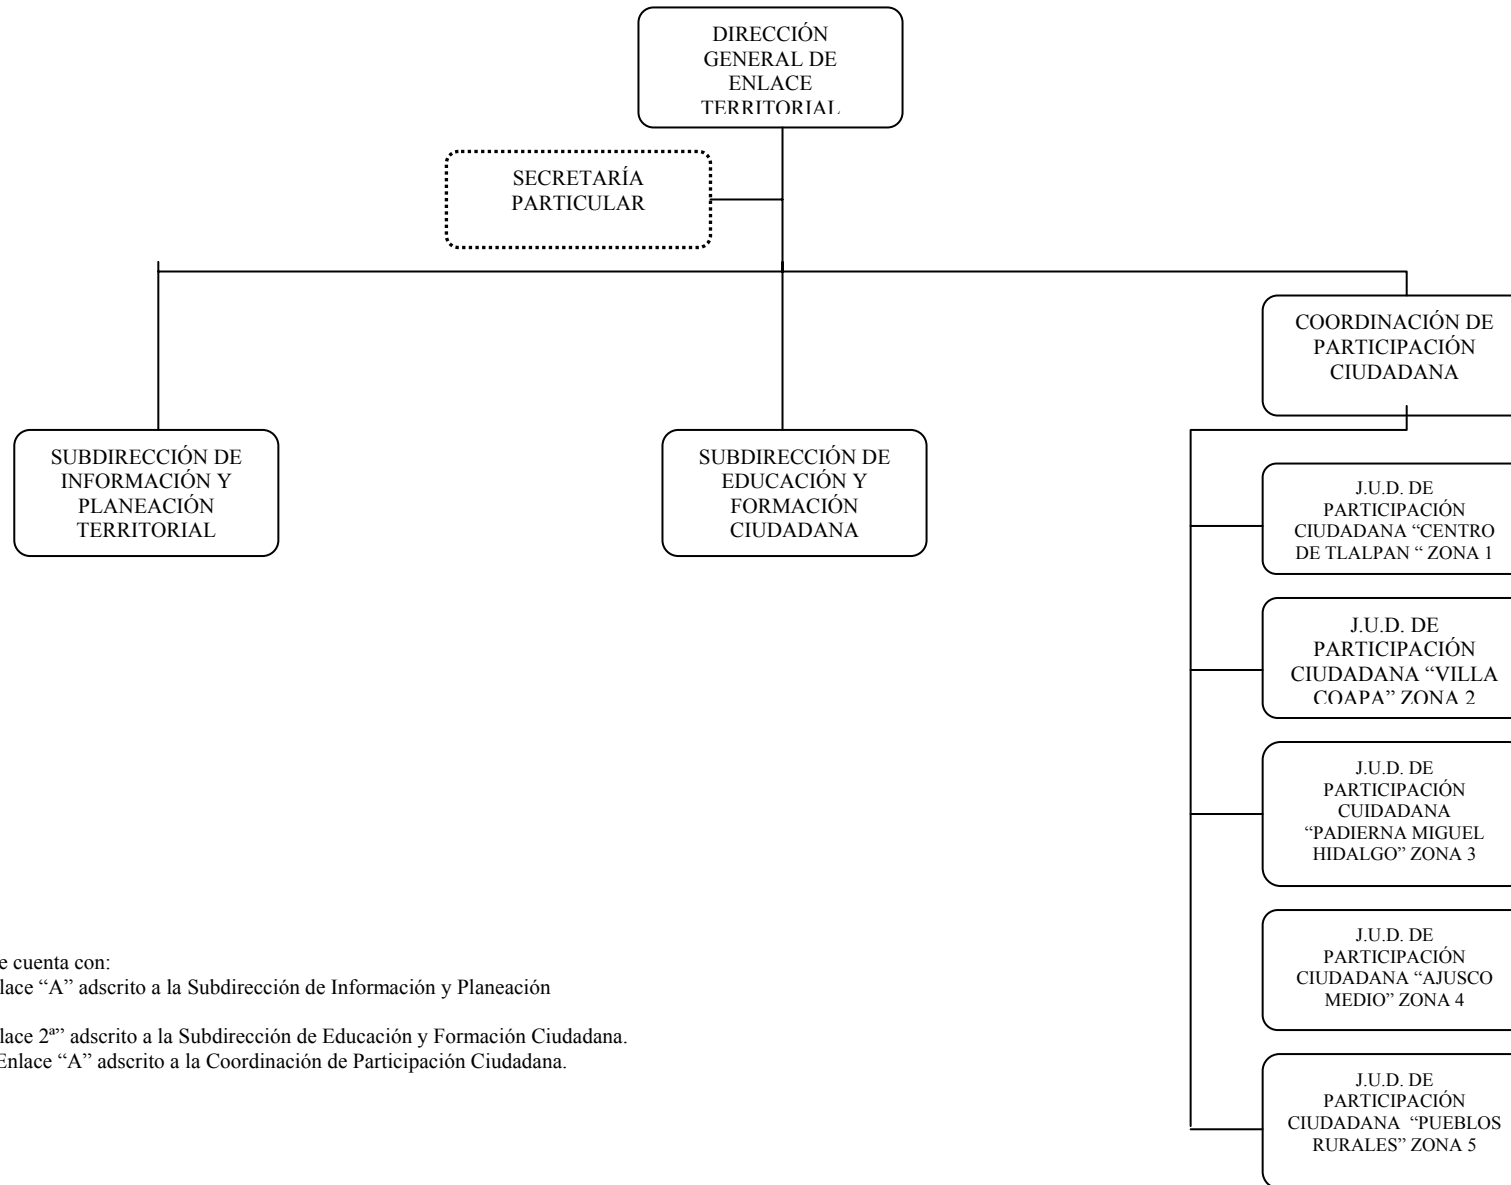 DIRECCIÓN
GENERAL DE
ENLACE
TERRITORIAL
SECRETARÍA
PARTICULAR
COORDINACIÓN DE
PARTICIPACIÓN
CIUDADANA
SUBDIRECCIÓN DE
INFORMACIÓN Y
PLANEACIÓN
TERRITORIAL
SUBDIRECCIÓN DE
EDUCACIÓN Y
FORMACIÓN
CIUDADANA
J.U.D. DE
PARTICIPACIÓN
CIUDADANA “CENTRO
DE TLALPAN “ ZONA 1
J.U.D. DE
PARTICIPACIÓN
CIUDADANA “VILLA
COAPA” ZONA 2
J.U.D. DE
PARTICIPACIÓN
CUIDADANA
“PADIERNA MIGUEL
HIDALGO” ZONA 3
J.U.D. DE
PARTICIPACIÓN
CIUDADANA “AJUSCO
MEDIO” ZONA 4
J.U.D. DE
PARTICIPACIÓN
CIUDADANA “PUEBLOS
RURALES” ZONA 5
e cuenta con:
lace “A” adscrito a la Subdirección de Información y Planeación
lace 2ª” adscrito a la Subdirección de Educación y Formación Ciudadana.
Enlace “A” adscrito a la Coordinación de Participación Ciudadana.